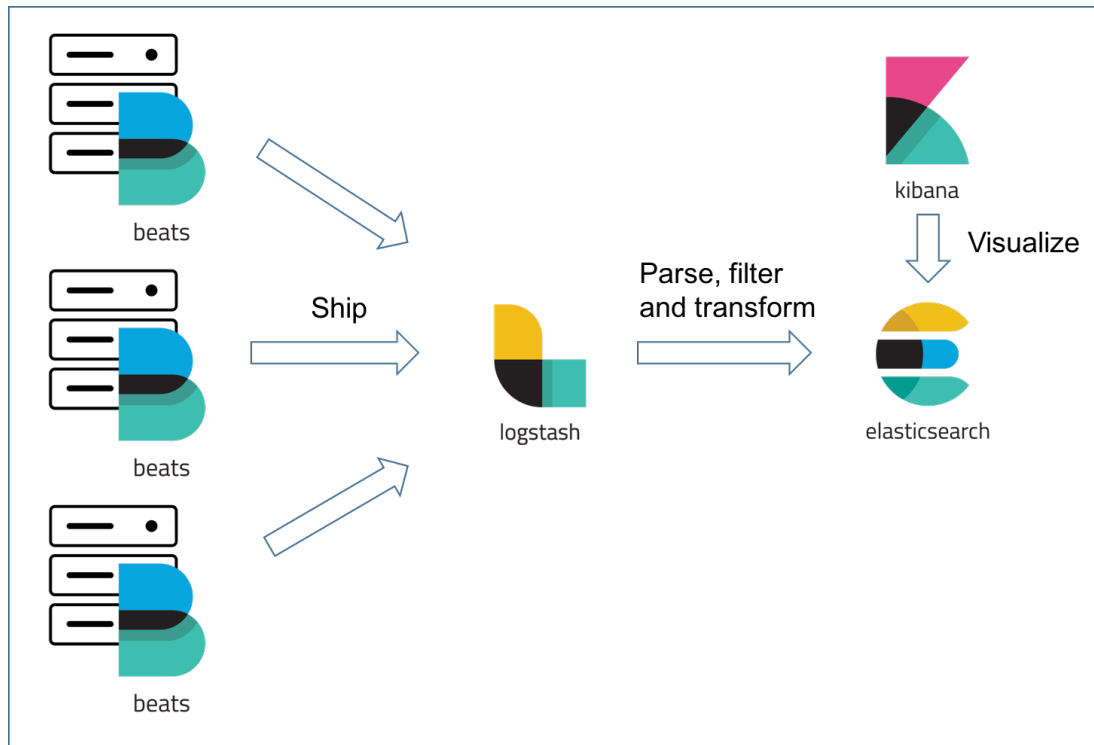 beats
beats
beats
Ship
logstash
Parse, filter
and transform
kibana
Visualize
elasticsearch